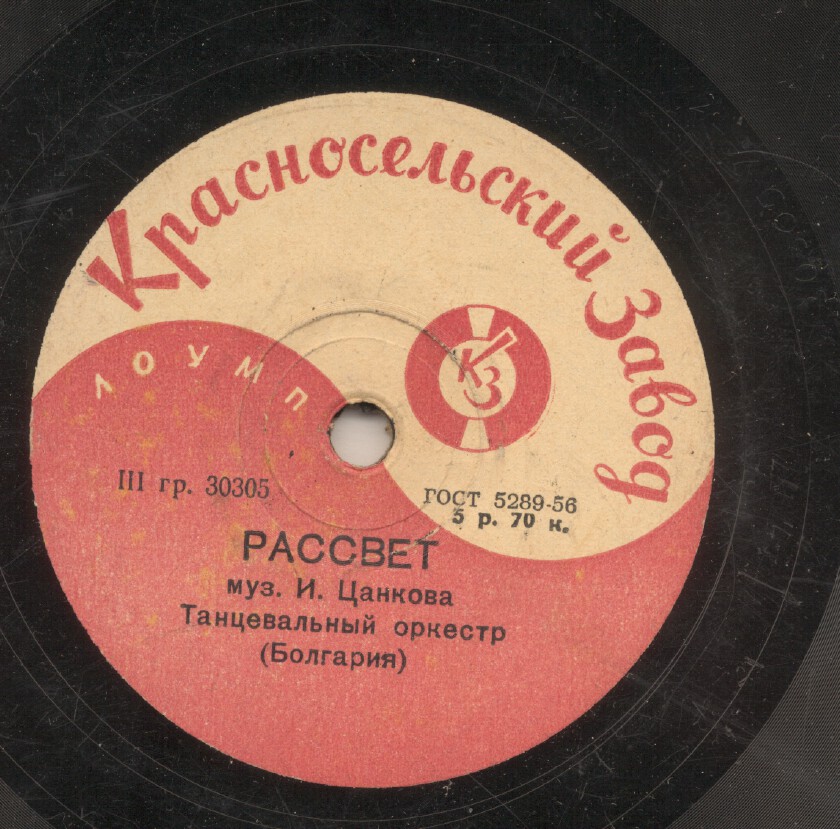 Красносельский Завод
ЛОУМП
КЗ
III гр. 30305
ГОСТ 5289-56
5 р. 70 к.
РАССВЕТ
муз. И. Цанкова
Танцевальный оркестр
(Болгария)